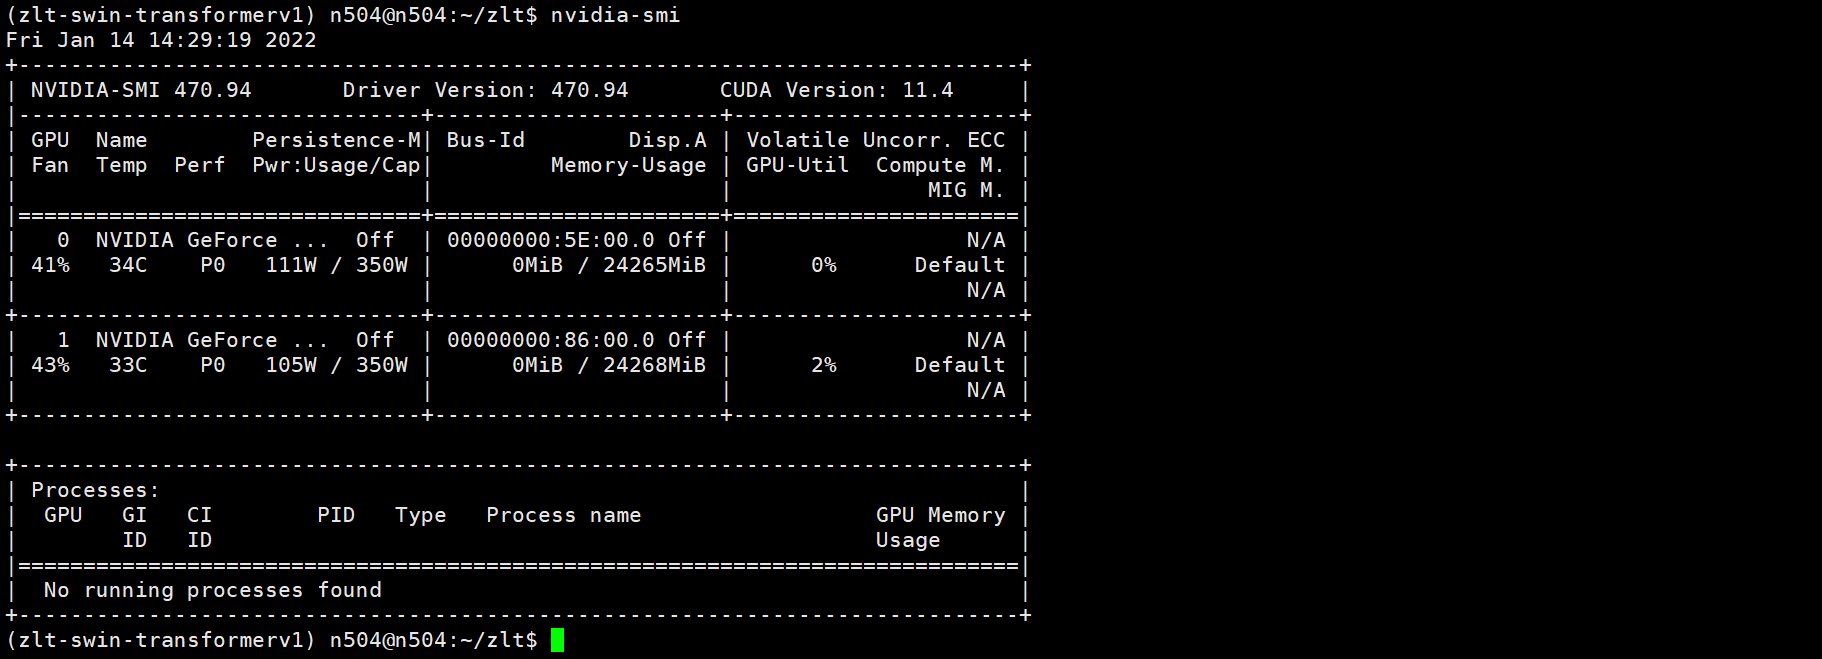 (zlt-swin-transformerv1) n504@n504:~/zlt$ nvidia-smi
Fri Jan 14 14:29:19 2022
+-----------------------------------------------------------------------------+
| NVIDIA-SMI 470.94       Driver Version: 470.94       CUDA Version: 11.4     |
|-------------------------------+----------------------+----------------------+
| GPU  Name        Persistence-M| Bus-Id        Disp.A | Volatile Uncorr. ECC |
| Fan  Temp  Perf  Pwr:Usage/Cap|         Memory-Usage | GPU-Util  Compute M. |
|                               |                      |               MIG M. |
|===============================+======================+======================|
|   0  NVIDIA GeForce ...  Off  | 00000000:5E:00.0 Off |                  N/A |
| 41%   34C    P0   111W / 350W |      0MiB / 24265MiB |      0%      Default |
|                               |                      |                  N/A |
+-------------------------------+----------------------+----------------------+
|   1  NVIDIA GeForce ...  Off  | 00000000:86:00.0 Off |                  N/A |
| 43%   33C    P0   105W / 350W |      0MiB / 24268MiB |      2%      Default |
|                               |                      |                  N/A |
+-------------------------------+----------------------+----------------------+

+-----------------------------------------------------------------------------+
| Processes:                                                                  |
|  GPU   GI   CI        PID   Type   Process name                  GPU Memory |
|        ID   ID                                                   Usage      |
|=============================================================================|
|  No running processes found                                                 |
+-----------------------------------------------------------------------------+
(zlt-swin-transformerv1) n504@n504:~/zlt$